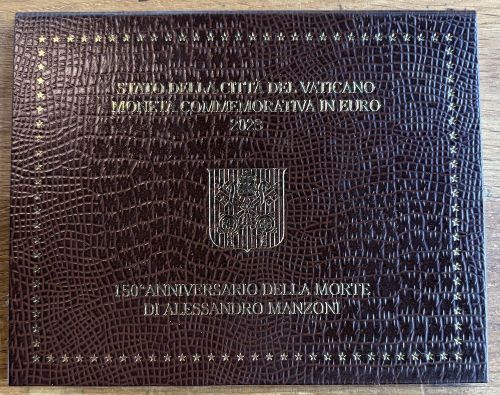 STATO DELLA CITTÀ DEL VATICANO
MONETA COMMEMORATIVA IN EURO
2023
150° ANNIVERSARIO DELLA MORTE
DI ALESSANDRO MANZONI